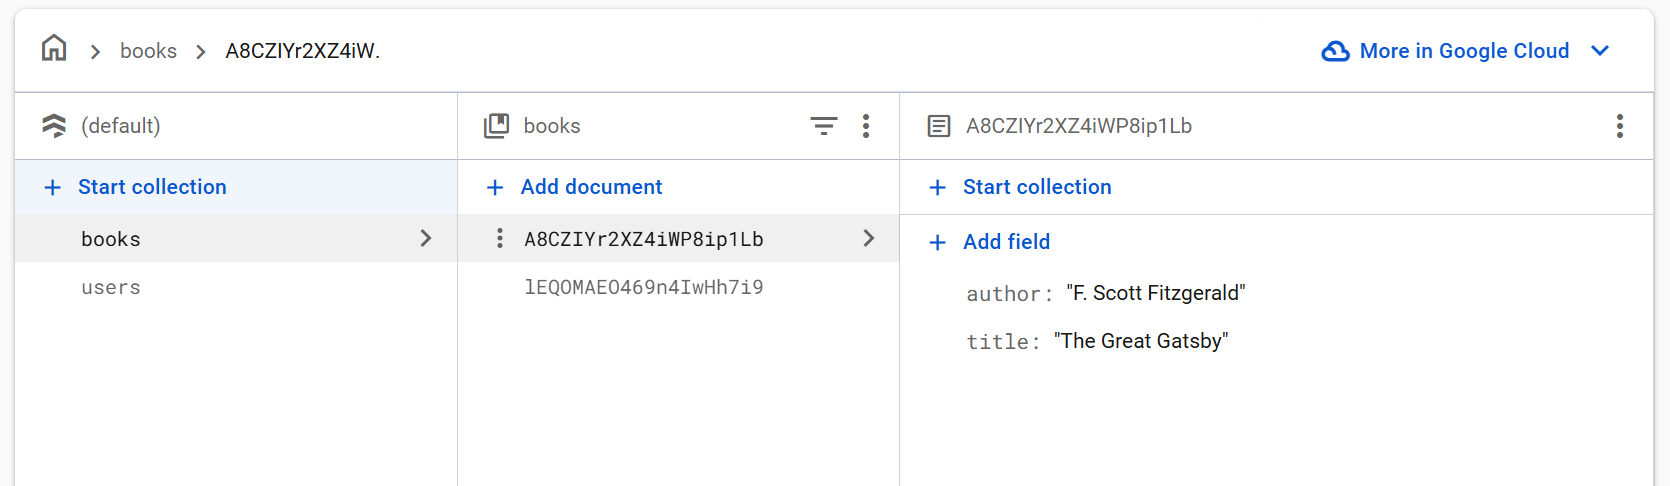 books A8CZIYr2XZ4iW. More in Google Cloud
(default)
books
A8CZIYr2XZ4iWP8ip1Lb
Start collection
Add document
Start collection
books
A8CZIYr2XZ4iWP8ip1Lb
Add field
users
lEQOMAEO469n4IwHh7i9
author: "F. Scott Fitzgerald"
title: "The Great Gatsby"